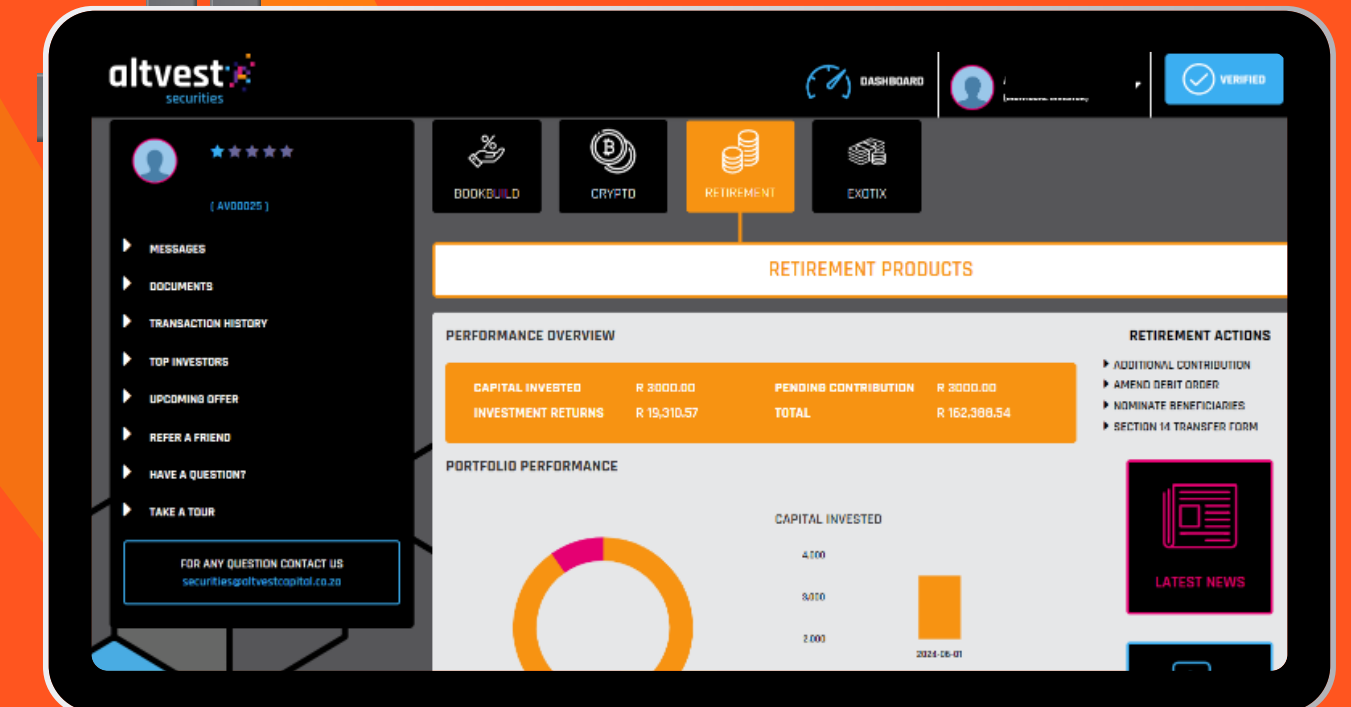 altvest
securities
DASHBOARD
VERIFIED
( AV00025 )
MESSAGES
DOCUMENTS
TRANSACTION HISTORY
TOP INVESTORS
UPCOMING OFFER
REFER A FRIEND
HAVE A QUESTION?
TAKE A TOUR
FOR ANY QUESTION CONTACT US
securities@altvestcapital.co.za
BOOKBUILD
CRYPTO
RETIREMENT
EXOTIX
RETIREMENT PRODUCTS
PERFORMANCE OVERVIEW
CAPITAL INVESTED R 3000.00 PENDING CONTRIBUTION R 3000.00
INVESTMENT RETURNS R 19,310.57 TOTAL R 162,388.54
PORTFOLIO PERFORMANCE
CAPITAL INVESTED
4,000
3,000
2,000
2024-06-01
RETIREMENT ACTIONS
ADDITIONAL CONTRIBUTION
AMEND DEBIT ORDER
NOMINATE BENEFICIARIES
SECTION 14 TRANSFER FORM
LATEST NEWS